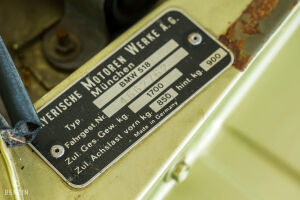 YERISCHE MOTOREN WERKE A.G.
München
Typ: BMW 518
Fahrgest.Nr.
Zul. Ges. Gew. kg 1700
Zul. Achslast vorn kg. 850 hint. kg. 900
Made in Germany